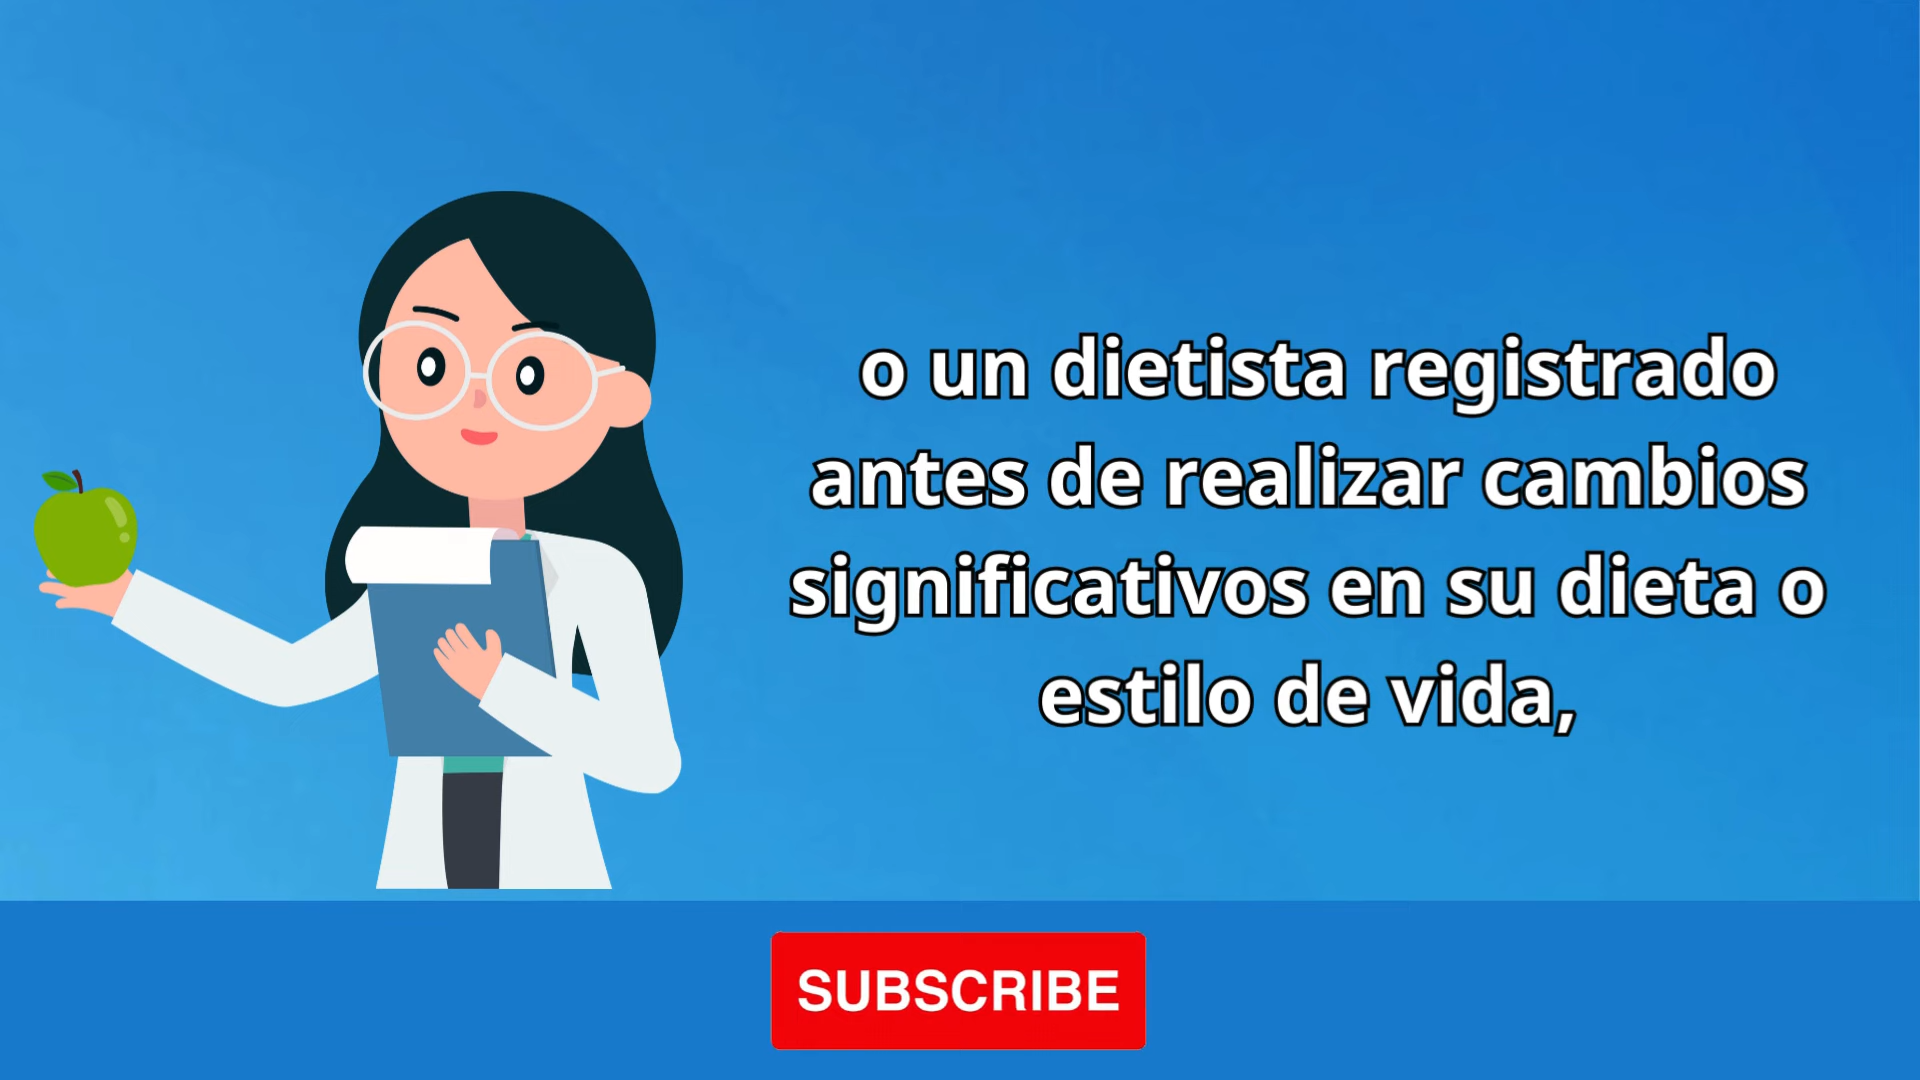 o un dietista registrado
antes de realizar cambios
significativos en su dieta o
estilo de vida,
SUBSCRIBE